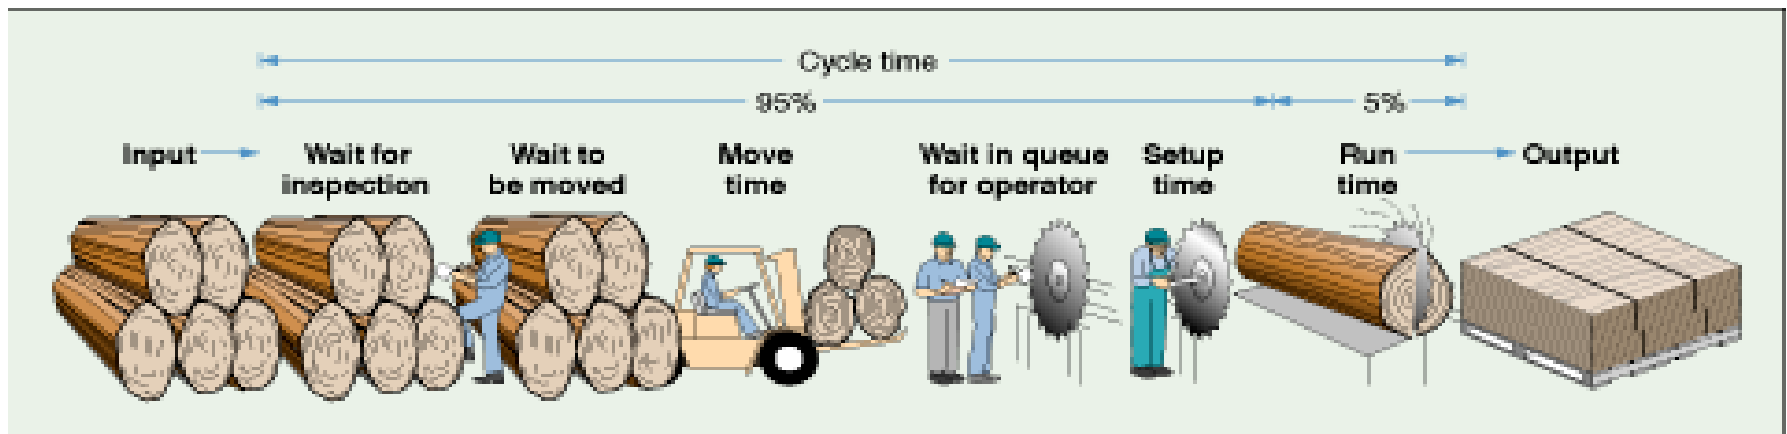 Cycle time
95% 5%
Input Wait for Wait to Move Wait in queue Setup Run Output
inspection be moved time for operator time time